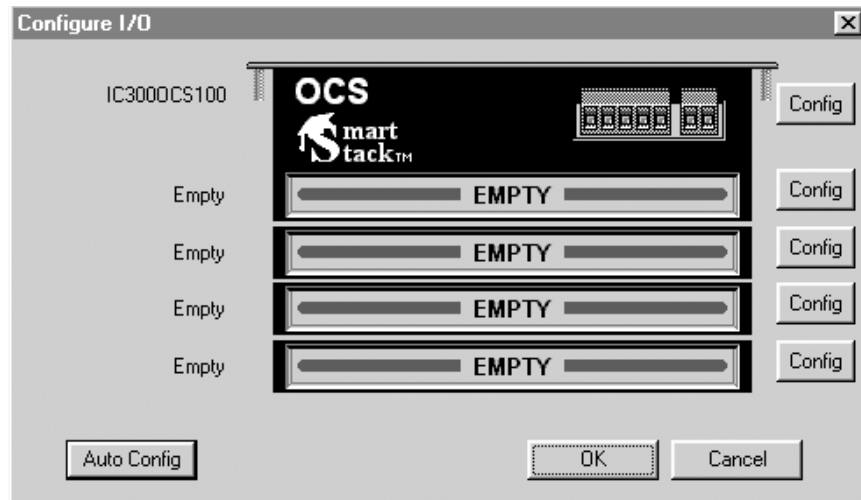 Configure I/O
IC300OCS100
OCS
Smart
Stack™
Config
Empty
EMPTY
Config
Empty
EMPTY
Config
Empty
EMPTY
Config
Empty
EMPTY
Config
Auto Config
OK
Cancel